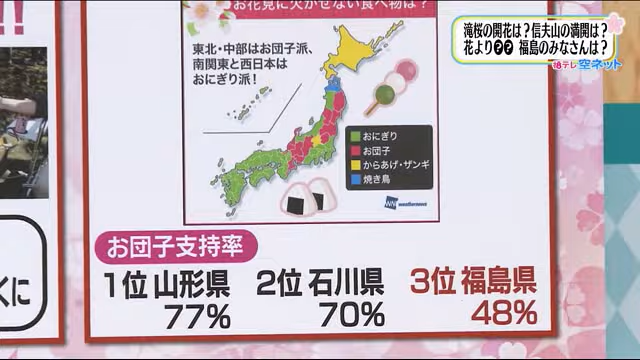 お花見に欠かせない食べ物は?
滝桜の開花は?信夫山の満開は?
花より?? 福島のみなさんは?
福テレ 空ネット
東北・中部はお団子派、
南関東と西日本は
おにぎり派!
おにぎり
お団子
からあげ・ザンギ
焼き鳥
weathernews
!!
くに
お団子支持率
1位 山形県 2位 石川県 3位 福島県
77% 70% 48%